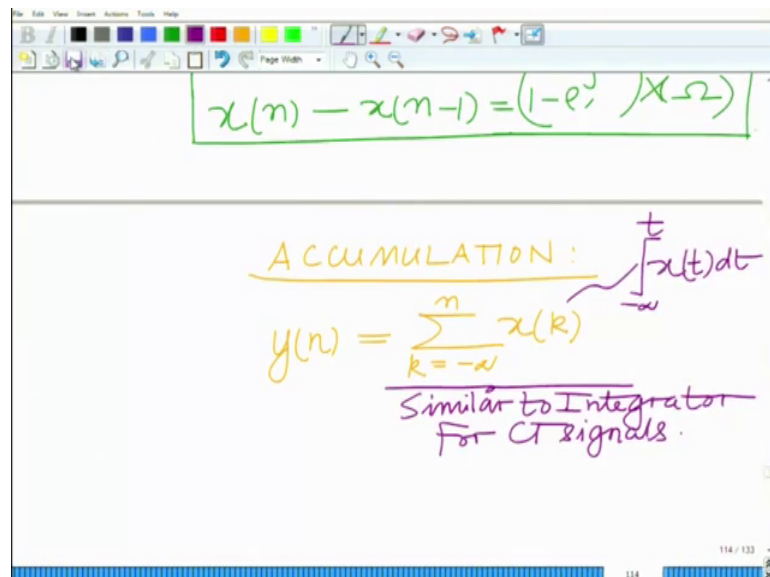 File Edit View Insert Actions Tools Help
B I
Page Width
x(n) − x(n−1) = (1−e^j )X(Ω)
ACCUMULATION:
∫_{-∞}^{t} x(t) dt
y(n) = ∑_{k=-∞}^{n} x(k)
Similar to Integrator
For CT signals.
114 / 133
114